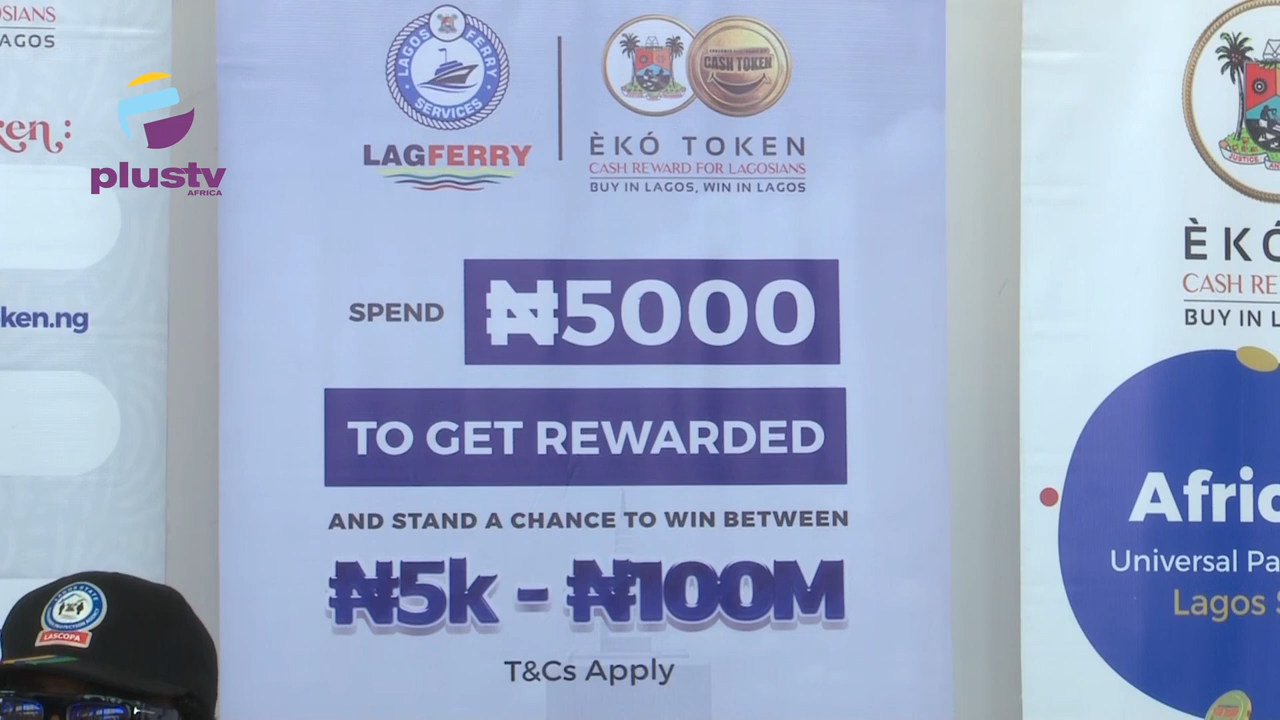 SIANS
AGOS
ken:
plustv
AFRICA
ken.ng
LAGOS FERRY
SERVICES
LAGFERRY
CASH TOKEN
ÈKÓ TOKEN
CASH REWARD FOR LAGOSIANS
BUY IN LAGOS, WIN IN LAGOS
SPEND ₦5000
TO GET REWARDED
AND STAND A CHANCE TO WIN BETWEEN
₦5k - ₦100M
T&Cs Apply
LASCOPA
ÈKÓ
CASH RE
BUY IN L
Afric
Universal Pa
Lagos S